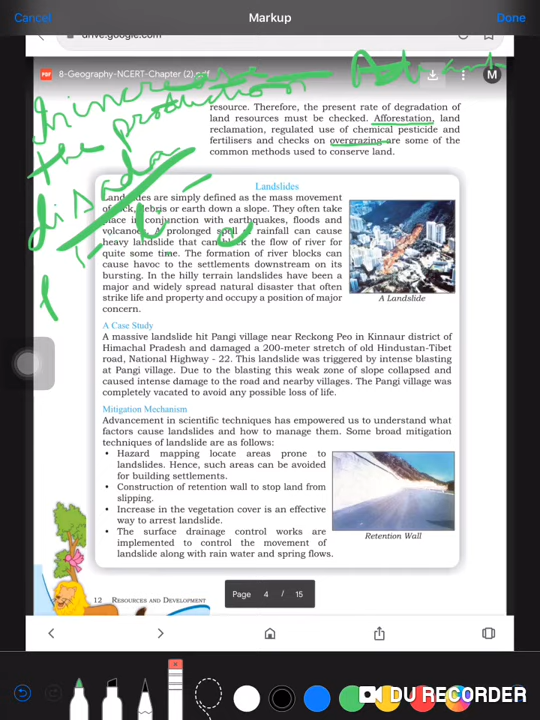 Cancel
Markup
Done
drive.google.com
PDF
8-Geography-NCERT-Chapter (2).pdf
M
increase
the production
disadva
resource. Therefore, the present rate of degradation of
land resources must be checked. Afforestation, land
reclamation, regulated use of chemical pesticide and
fertilisers and checks on overgrazing are some of the
common methods used to conserve land.
Landslides
Landslides are simply defined as the mass movement
of rock, debris or earth down a slope. They often take
place in conjunction with earthquakes, floods and
volcanoes. A prolonged spell of rainfall can cause
heavy landslide that can block the flow of river for
quite some time. The formation of river blocks can
cause havoc to the settlements downstream on its
bursting. In the hilly terrain landslides have been a
major and widely spread natural disaster that often
strike life and property and occupy a position of major
concern.
A Landslide
A Case Study
A massive landslide hit Pangi village near Reckong Peo in Kinnaur district of
Himachal Pradesh and damaged a 200-meter stretch of old Hindustan-Tibet
road, National Highway - 22. This landslide was triggered by intense blasting
at Pangi village. Due to the blasting this weak zone of slope collapsed and
caused intense damage to the road and nearby villages. The Pangi village was
completely vacated to avoid any possible loss of life.
Mitigation Mechanism
Advancement in scientific techniques has empowered us to understand what
factors cause landslides and how to manage them. Some broad mitigation
techniques of landslide are as follows:
• Hazard mapping locate areas prone to
landslides. Hence, such areas can be avoided
for building settlements.
• Construction of retention wall to stop land from
slipping.
• Increase in the vegetation cover is an effective
way to arrest landslide.
• The surface drainage control works are
implemented to control the movement of
landslide along with rain water and spring flows.
Retention Wall
12 RESOURCES AND DEVELOPMENT
Page 4 / 15
DU RECORDER